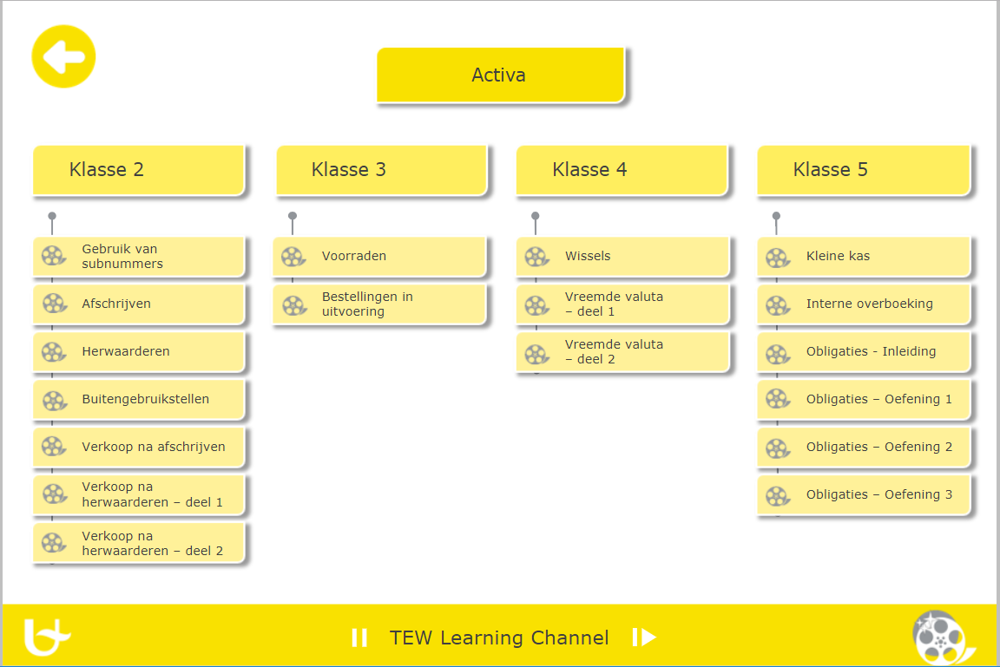 Activa
Klasse 2
Gebruik van
subnummers
Afschrijven
Herwaarderen
Buitengebruikstellen
Verkoop na afschrijven
Verkoop na
herwaarderen – deel 1
Verkoop na
herwaarderen – deel 2
Klasse 3
Voorraden
Bestellingen in
uitvoering
Klasse 4
Wissels
Vreemde valuta
– deel 1
Vreemde valuta
– deel 2
Klasse 5
Kleine kas
Interne overboeking
Obligaties - Inleiding
Obligaties – Oefening 1
Obligaties – Oefening 2
Obligaties – Oefening 3
TEW Learning Channel